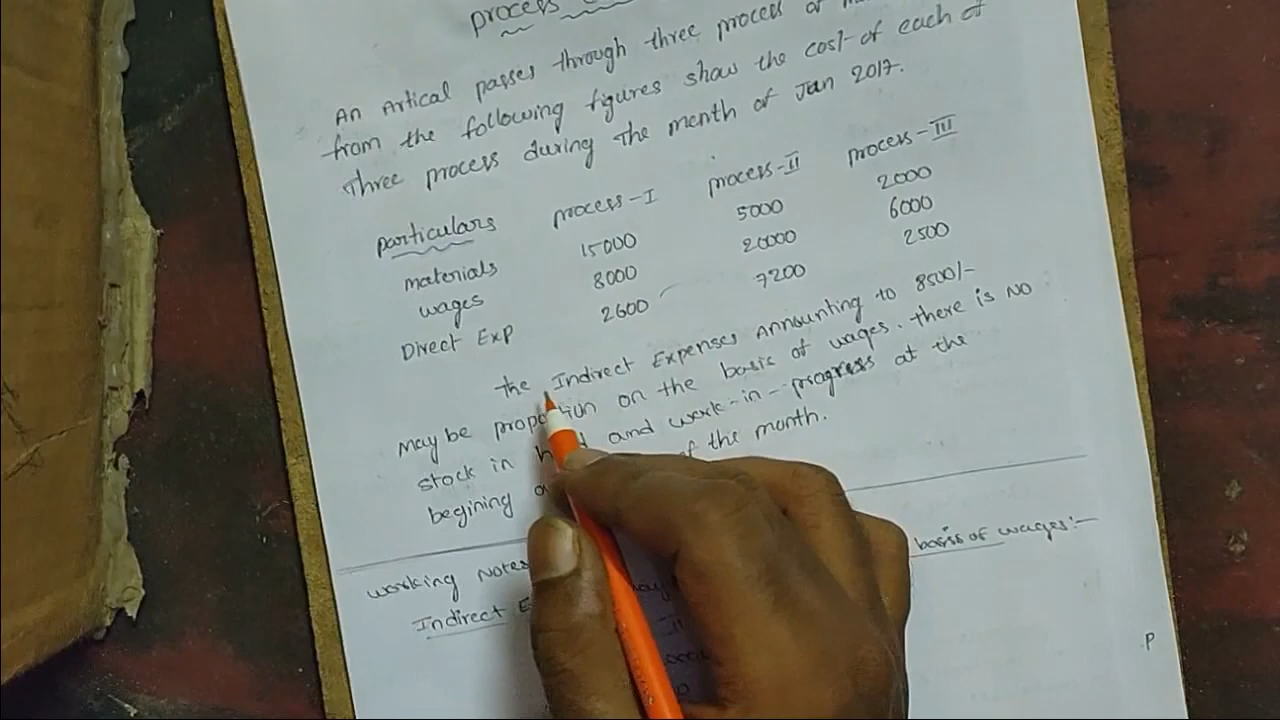 process
An Artical passes through three process of
from the following figures show the cost of each of
three process during the month of Jan 2017.
particulars process-I process-II process-III
materials 15000 5000 2000
wages 8000 20000 6000
Direct Exp 2600 7200 2500
the Indirect Expenses Amounting to 8500/-
may be proportion on the basis of wages. there is NO
stock in and work-in-progress at the
begining of the month.
working Notes
Indirect basis of wages:-
P